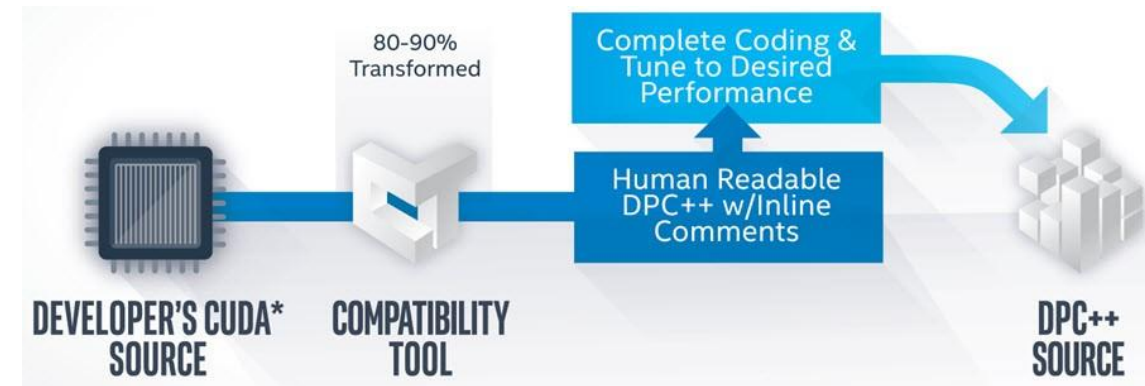 80-90%
Transformed
Complete Coding &
Tune to Desired
Performance
Human Readable
DPC++ w/Inline
Comments
DEVELOPER'S CUDA*
SOURCE
COMPATIBILITY
TOOL
DPC++
SOURCE